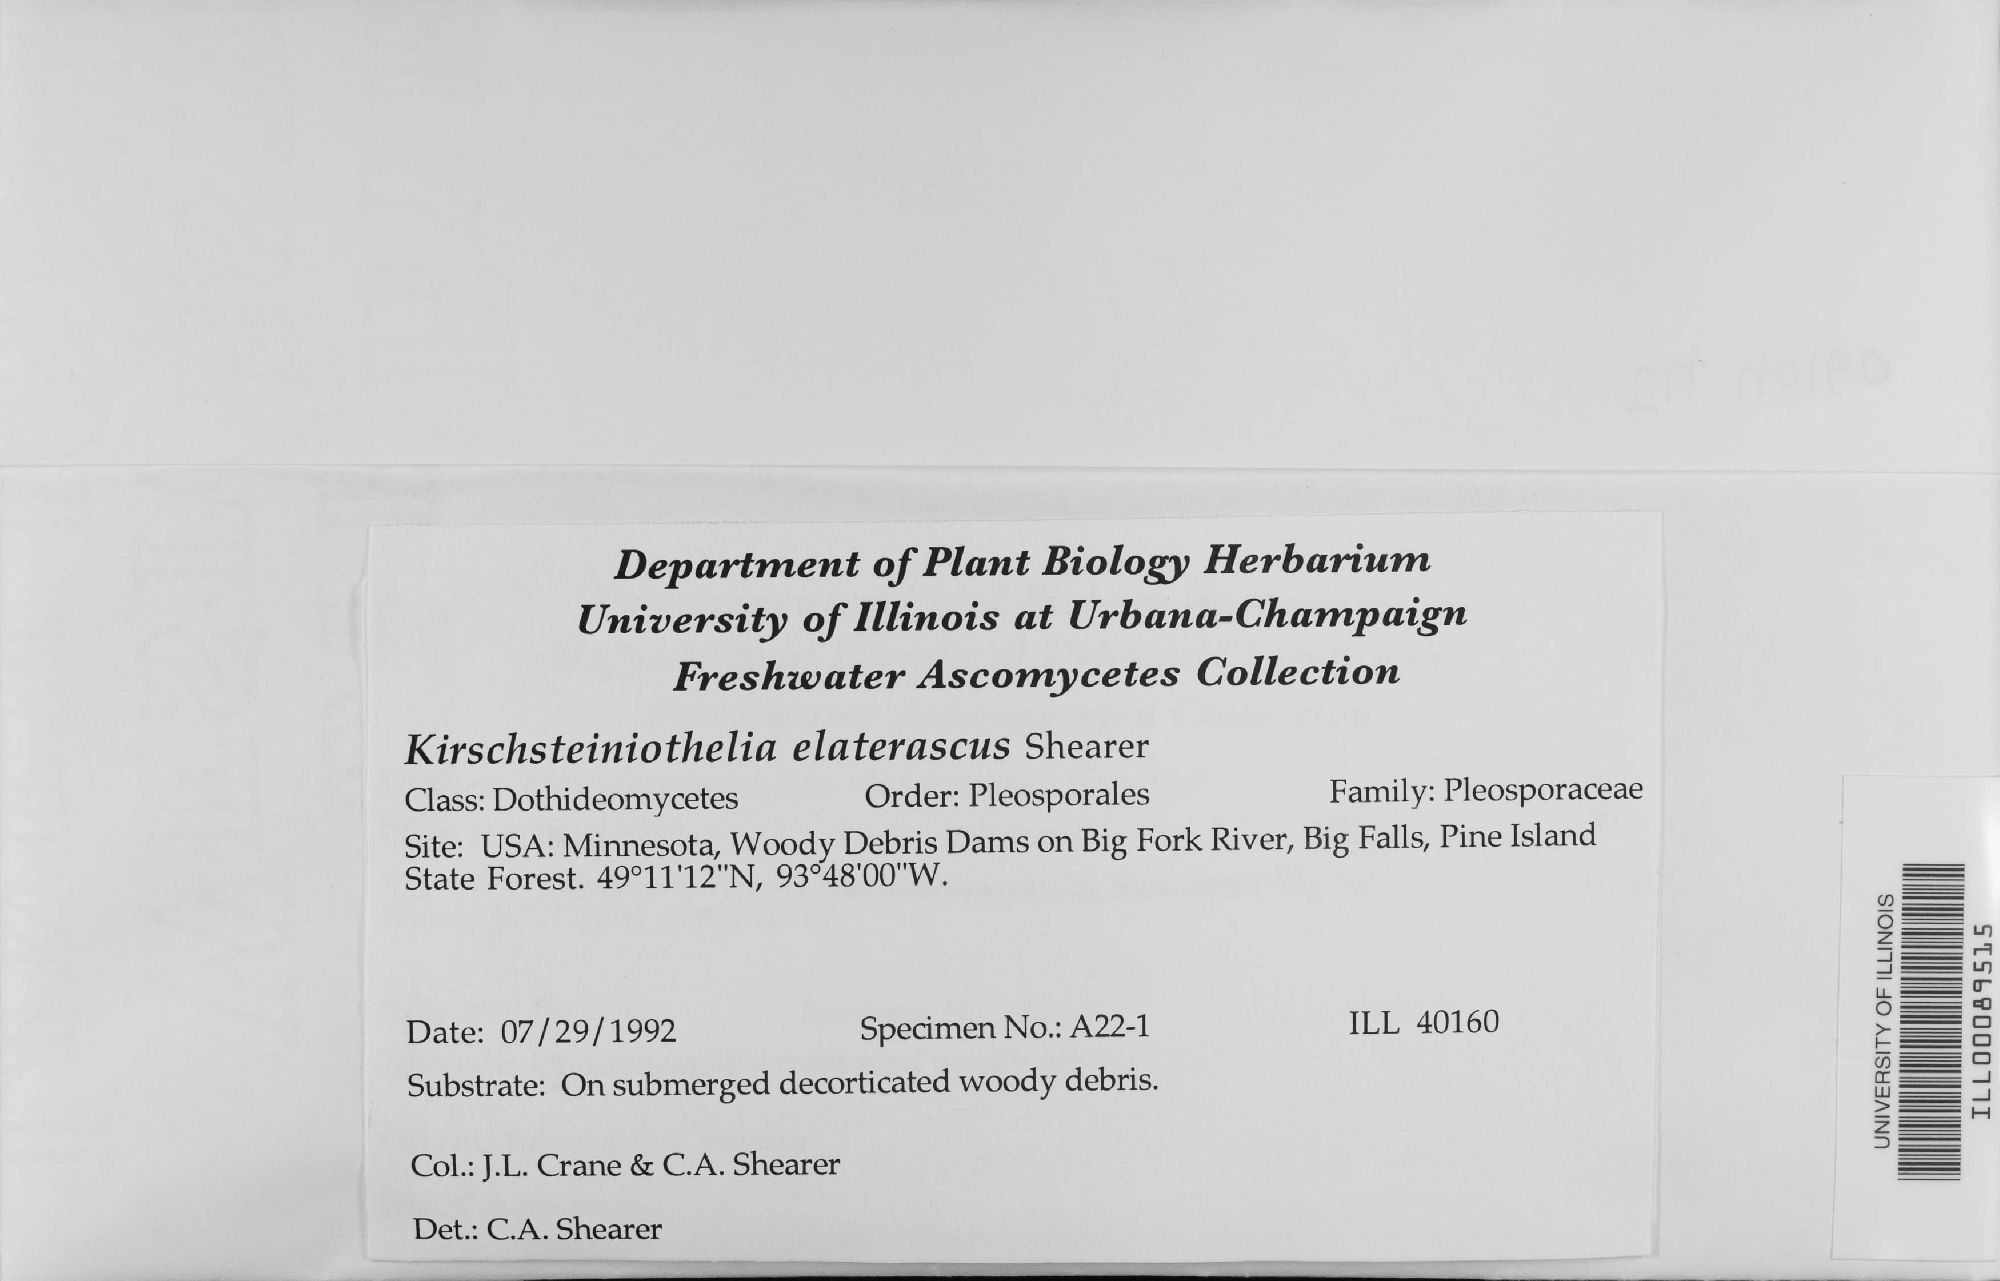 Department of Plant Biology Herbarium
University of Illinois at Urbana-Champaign
Freshwater Ascomycetes Collection
Kirschsteiniothelia elaterascus Shearer
Class: Dothideomycetes Order: Pleosporales Family: Pleosporaceae
Site: USA: Minnesota, Woody Debris Dams on Big Fork River, Big Falls, Pine Island
State Forest. 49°11'12"N, 93°48'00"W.
Date: 07/29/1992 Specimen No.: A22-1 ILL 40160
Substrate: On submerged decorticated woody debris.
Col.: J.L. Crane & C.A. Shearer
Det.: C.A. Shearer
UNIVERSITY OF ILLINOIS
ILL00089515